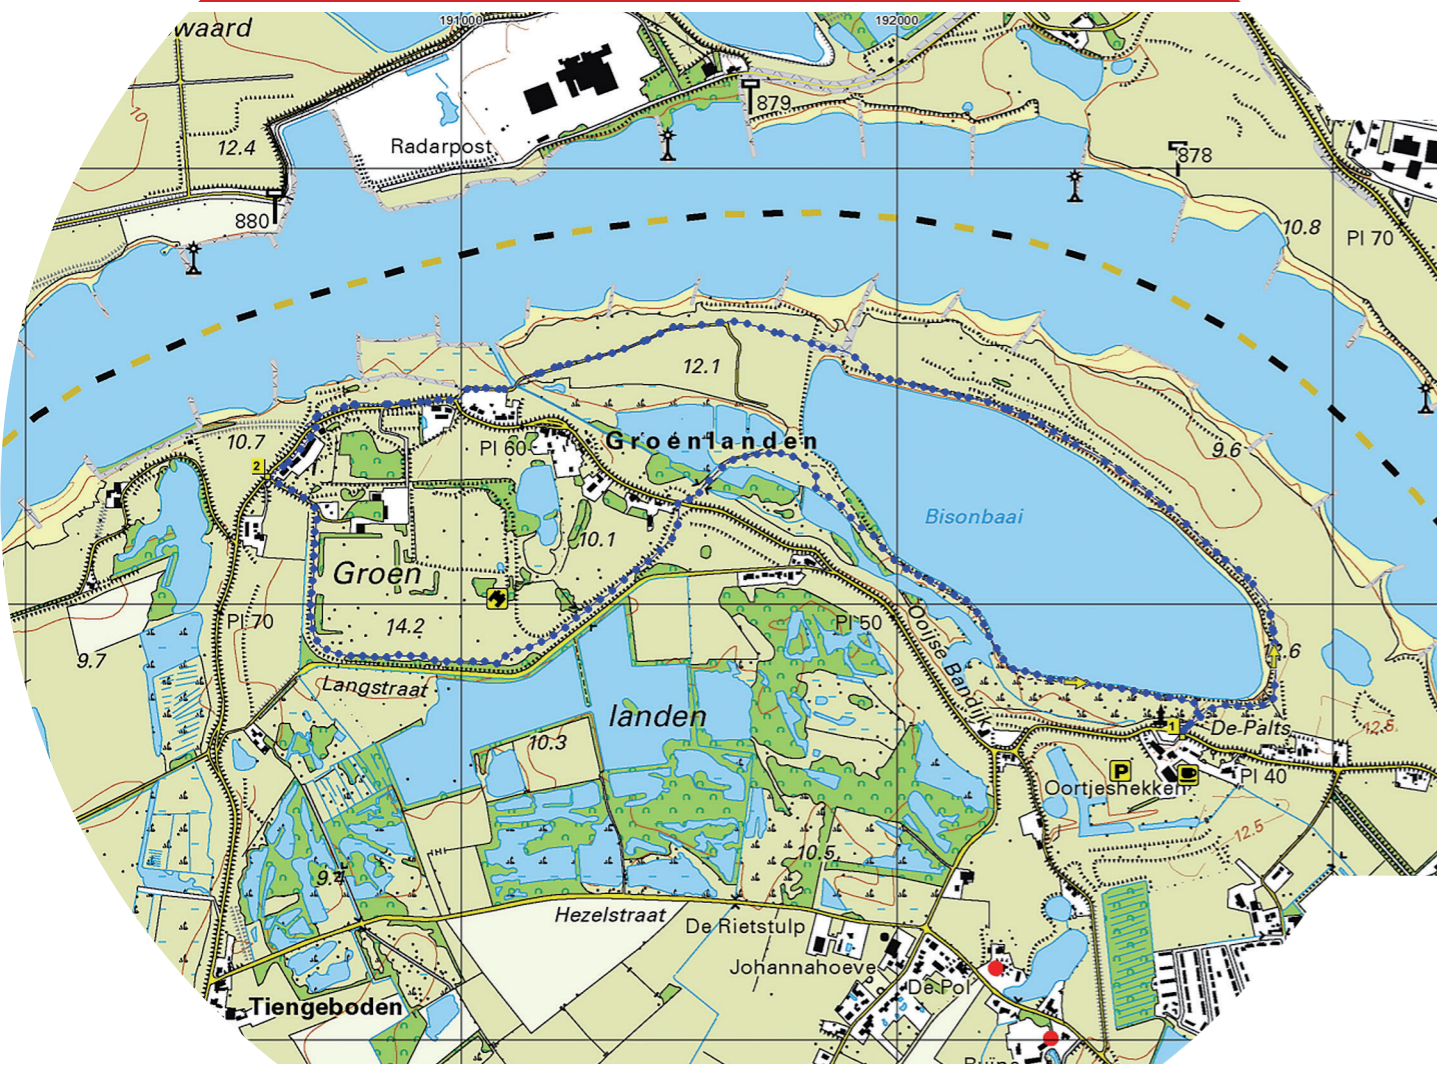 waard
191000
192000
10
879
Radarpost
12.4
878
880
10.8
Pl 70
12.1
10.7
Pl 60
Groenlanden
9.6
2
Bisonbaai
10.1
Groen
14.2
Pl 50
Pl 70
9.7
Ooijse Bandijk
Langstraat
landen
1
De Palts
12.5
10.3
P
Pl 40
Oortjeshekken
12.5
10.5
9.2
Hezelstraat
De Rietstulp
Johannahoeve
De Pol
Tiengeboden